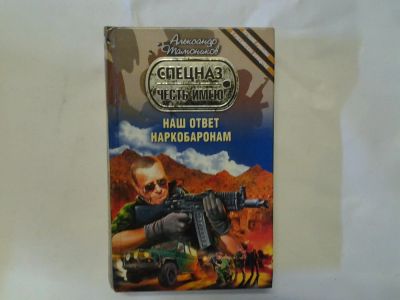 Александр
Тамоников
СПЕЦНАЗ
ЧЕСТЬ ИМЕЮ
НАШ ОТВЕТ
НАРКОБАРОНАМ